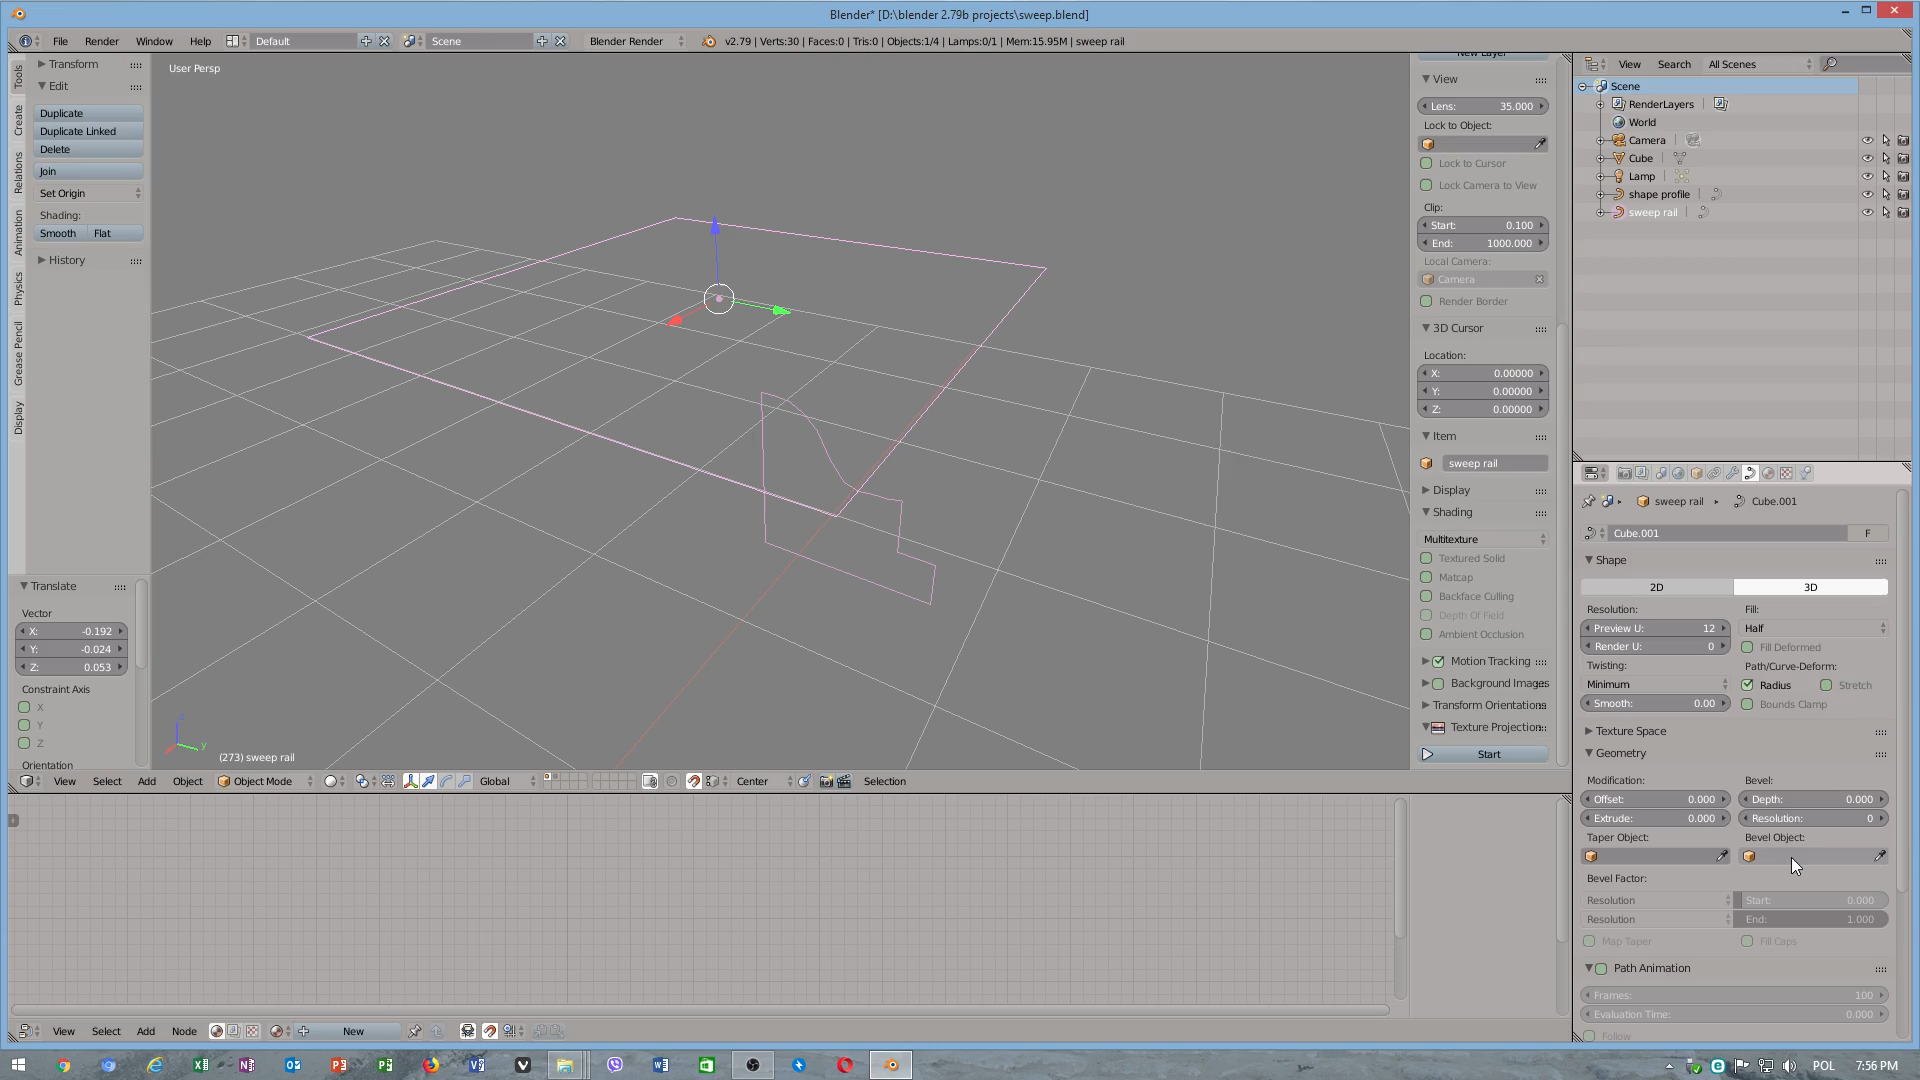 Blender* [D:\blender 2.79b projects\sweep.blend]
File Render Window Help Default Scene Blender Render v2.79 | Verts:30 | Faces:0 | Tris:0 | Objects:1/4 | Lamps:0/1 | Mem:15.95M | sweep rail
Tools
Create
Relations
Animation
Physics
Grease Pencil
Display
Transform
Edit
Duplicate
Duplicate Linked
Delete
Join
Set Origin
Shading:
Smooth Flat
History
Translate
Vector
X: -0.192
Y: -0.024
Z: 0.053
Constraint Axis
X
Y
Z
Orientation
User Persp
y
(273) sweep rail
View Select Add Object Object Mode Global Center Selection
New Layer
View
Lens: 35.000
Lock to Object:
Lock to Cursor
Lock Camera to View
Clip:
Start: 0.100
End: 1000.000
Local Camera:
Camera
Render Border
3D Cursor
Location:
X: 0.00000
Y: 0.00000
Z: 0.00000
Item
sweep rail
Display
Shading
Multitexture
Textured Solid
Matcap
Backface Culling
Depth Of Field
Ambient Occlusion
Motion Tracking
Background Images
Transform Orientations
Texture Projection
Start
View Search All Scenes
Scene
RenderLayers
World
Camera
Cube
Lamp
shape profile
sweep rail
sweep rail Cube.001
Cube.001 F
Shape
2D 3D
Resolution: Fill:
Preview U: 12 Half
Render U: 0 Fill Deformed
Twisting: Path/Curve-Deform:
Minimum Radius Stretch
Smooth: 0.00 Bounds Clamp
Texture Space
Geometry
Modification: Bevel:
Offset: 0.000 Depth: 0.000
Extrude: 0.000 Resolution: 0
Taper Object: Bevel Object:
Bevel Factor:
Resolution Start: 0.000
Resolution End: 1.000
Map Taper Fill Caps
Path Animation
Frames: 100
Evaluation Time: 0.000
Follow
View Select Add Node New
POL 7:56 PM